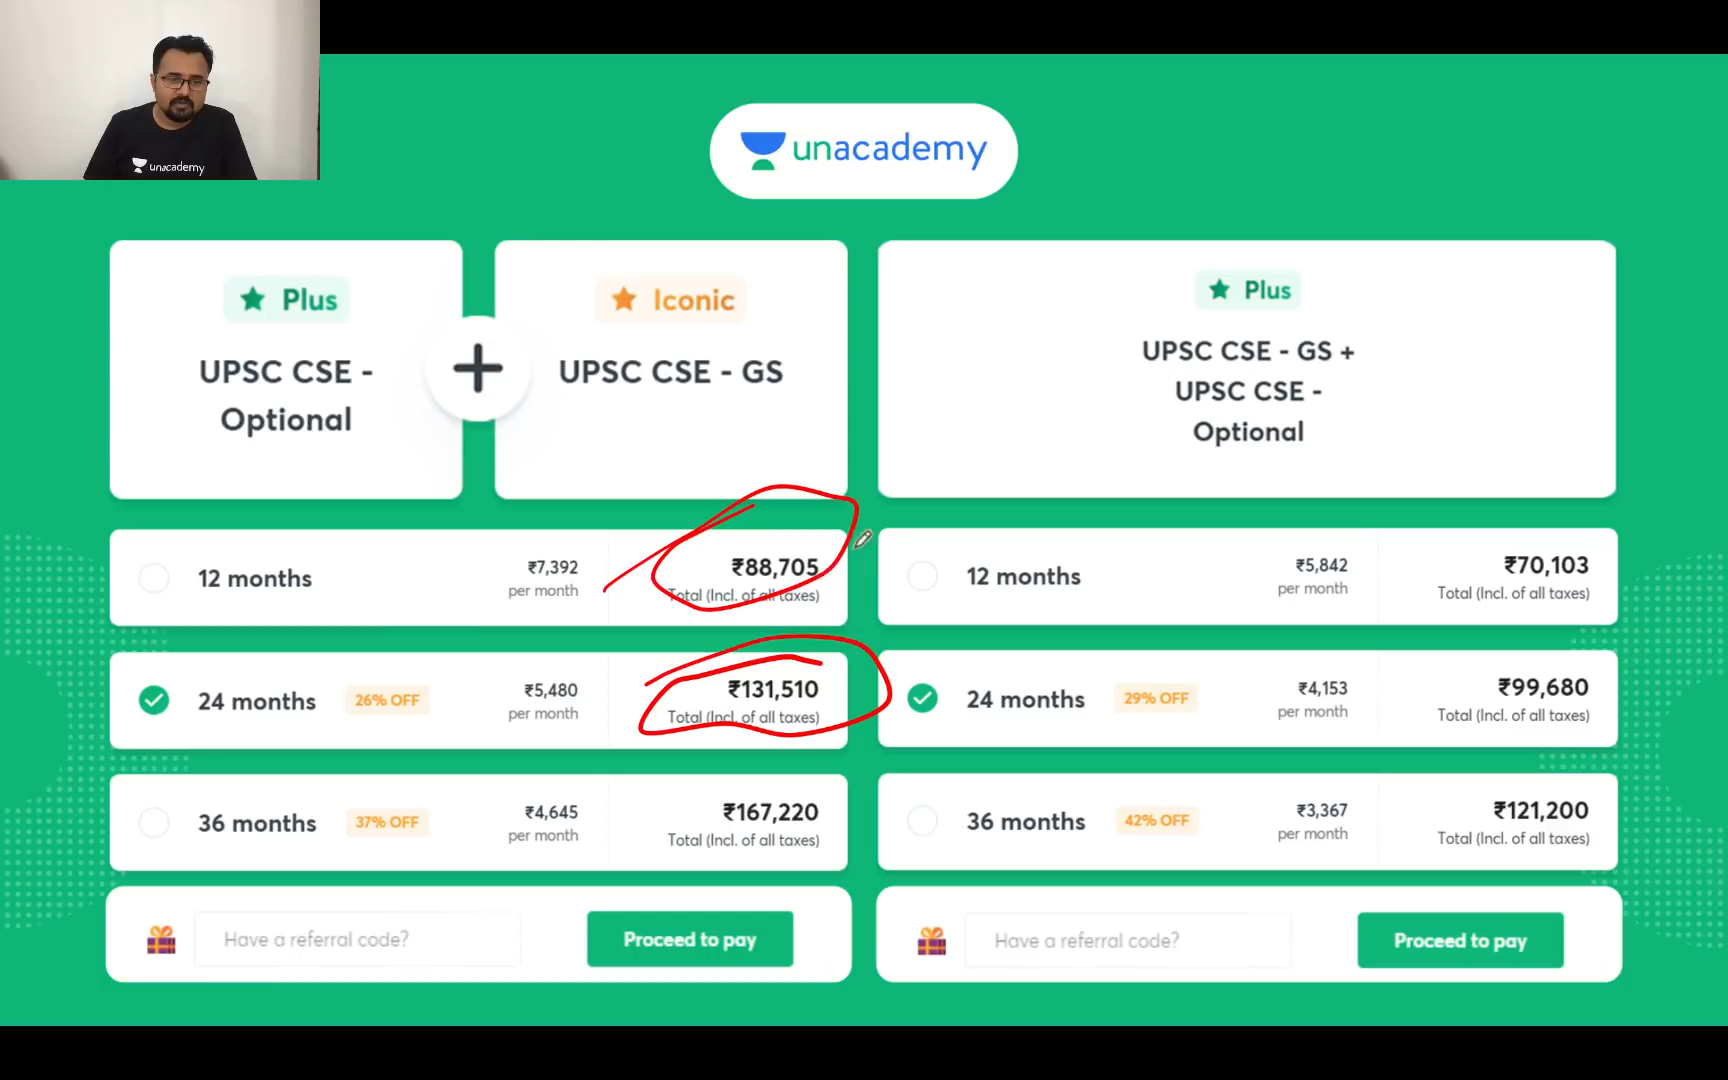 unacademy
unacademy
Plus
UPSC CSE -
Optional
+
Iconic
UPSC CSE - GS
Plus
UPSC CSE - GS +
UPSC CSE -
Optional
12 months
₹7,392
per month
₹88,705
Total (Incl. of all taxes)
24 months
26% OFF
₹5,480
per month
₹131,510
Total (Incl. of all taxes)
36 months
37% OFF
₹4,645
per month
₹167,220
Total (Incl. of all taxes)
Have a referral code?
Proceed to pay
12 months
₹5,842
per month
₹70,103
Total (Incl. of all taxes)
24 months
29% OFF
₹4,153
per month
₹99,680
Total (Incl. of all taxes)
36 months
42% OFF
₹3,367
per month
₹121,200
Total (Incl. of all taxes)
Have a referral code?
Proceed to pay